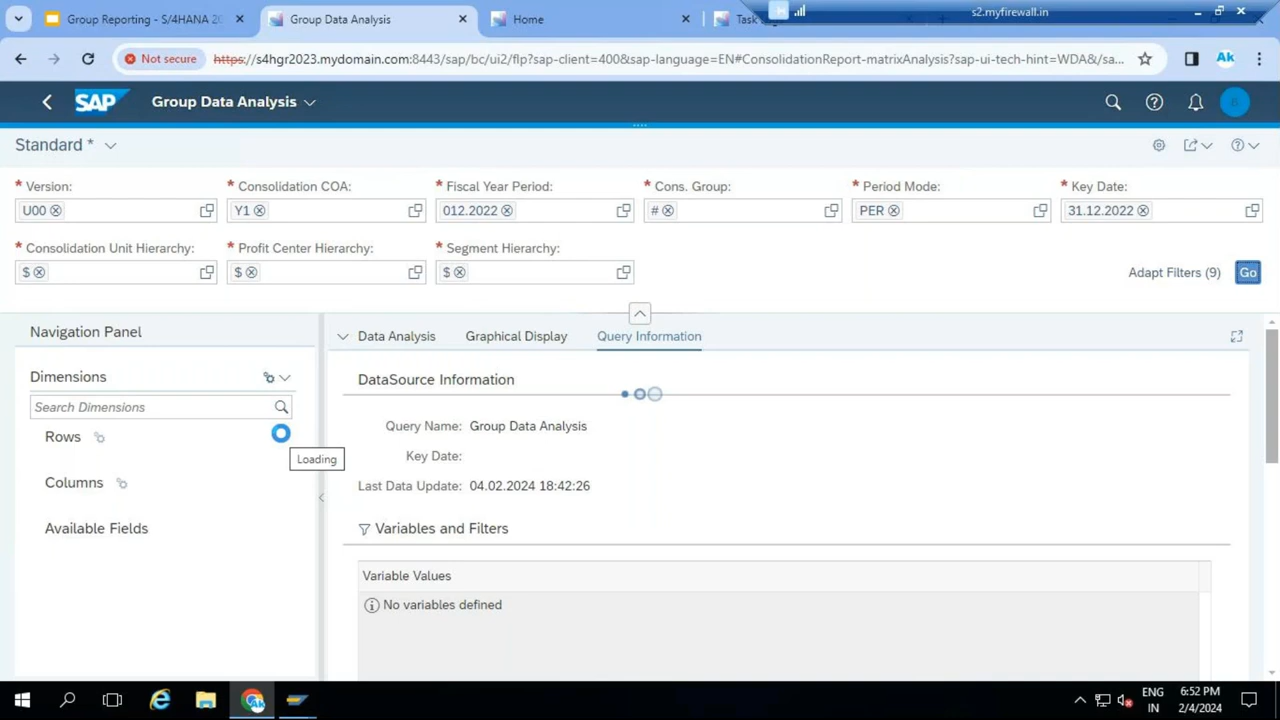 Group Reporting - S/4HANA 20
Group Data Analysis
Home
s2.myfirewall.in
Not secure
https://s4hgr2023.mydomain.com:8443/sap/bc/ui2/flp?sap-client=400&sap-language=EN#ConsolidationReport-matrixAnalysis?sap-ui-tech-hint=WDA&/sa...
Ak
SAP
Group Data Analysis
Standard *
* Version:
* Consolidation COA:
* Fiscal Year Period:
* Cons. Group:
* Period Mode:
* Key Date:
U00
Y1
012.2022
#
PER
31.12.2022
* Consolidation Unit Hierarchy:
* Profit Center Hierarchy:
* Segment Hierarchy:
$
$
$
Adapt Filters (9)
Go
Navigation Panel
Data Analysis
Graphical Display
Query Information
Dimensions
DataSource Information
Search Dimensions
Rows
Query Name: Group Data Analysis
Loading
Key Date:
Columns
Last Data Update: 04.02.2024 18:42:26
Available Fields
Variables and Filters
Variable Values
No variables defined
ENG
IN
6:52 PM
2/4/2024